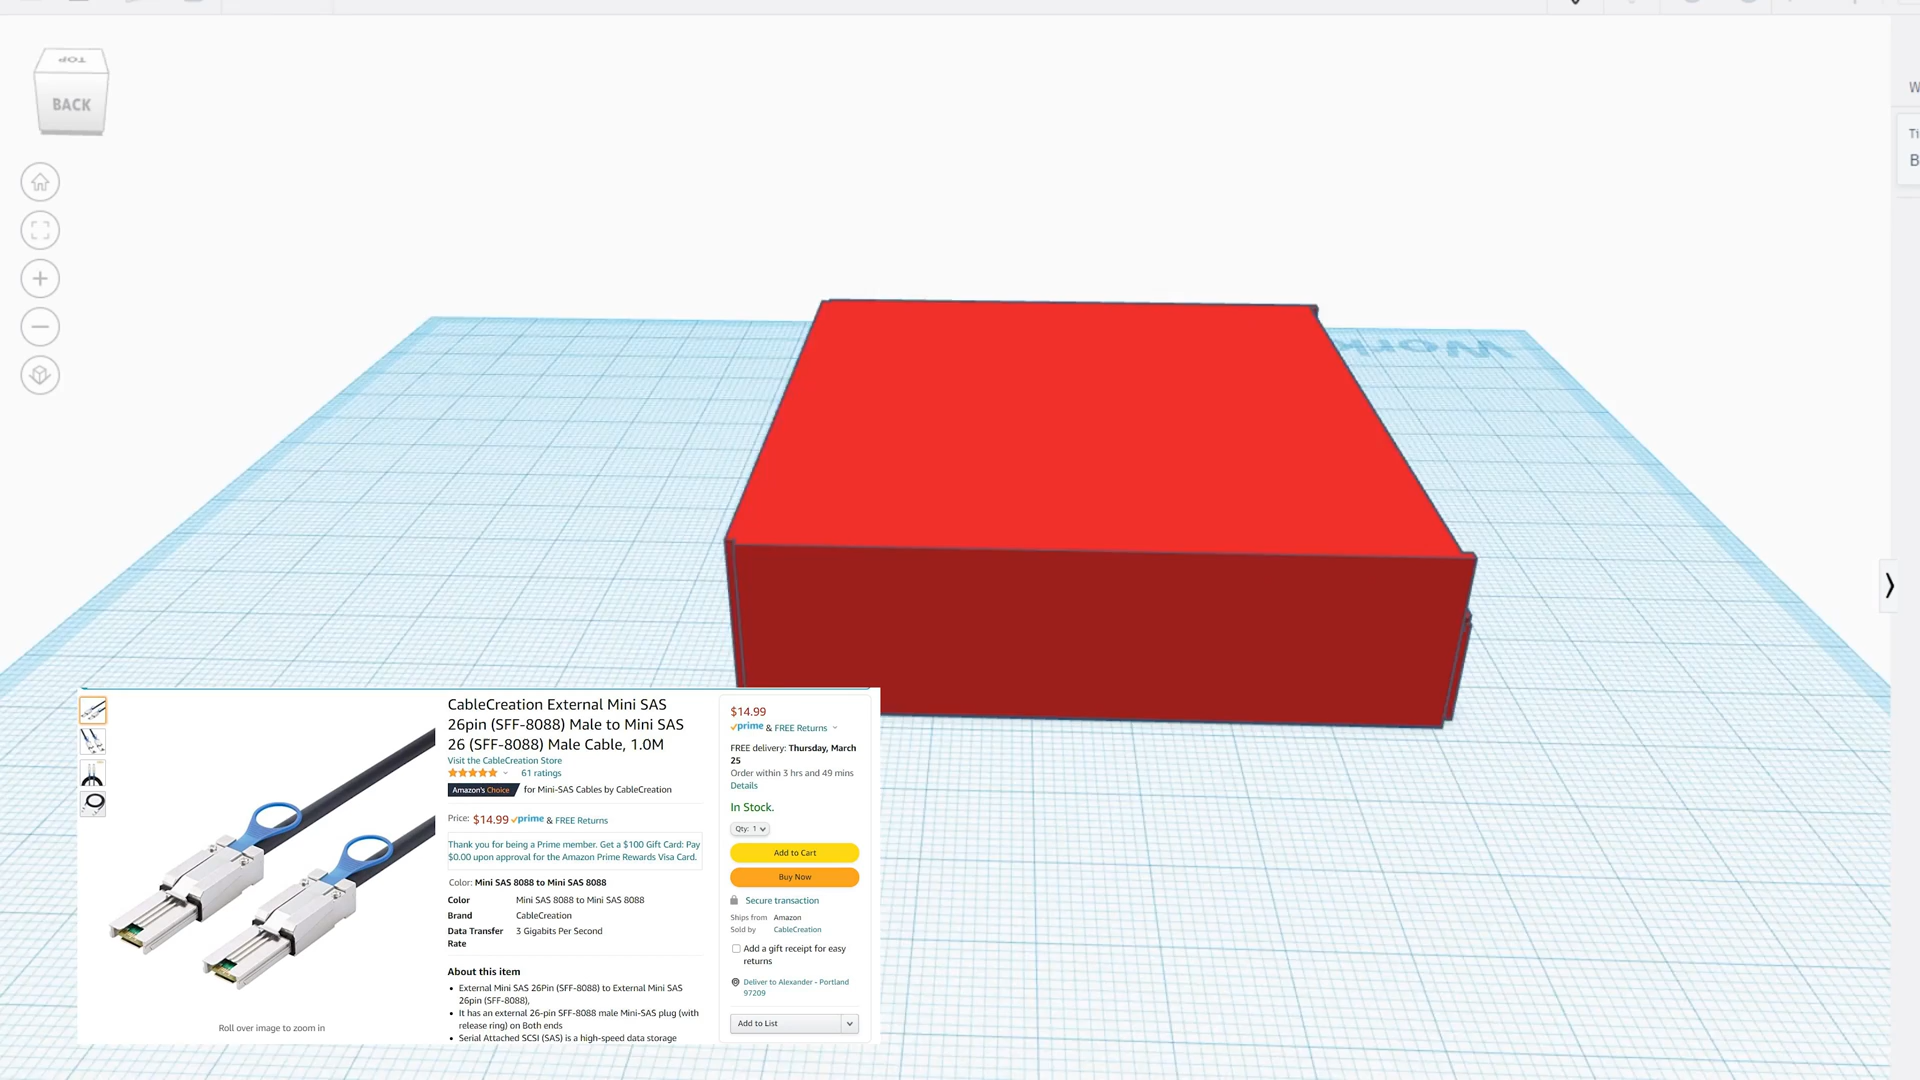 TOP
BACK
W
Ti
B
Work
CableCreation External Mini SAS
26pin (SFF-8088) Male to Mini SAS
26 (SFF-8088) Male Cable, 1.0M
Visit the CableCreation Store
61 ratings
Amazon's Choice for Mini-SAS Cables by CableCreation
Price: $14.99 prime & FREE Returns
Thank you for being a Prime member. Get a $100 Gift Card: Pay
$0.00 upon approval for the Amazon Prime Rewards Visa Card.
Color: Mini SAS 8088 to Mini SAS 8088
Color Mini SAS 8088 to Mini SAS 8088
Brand CableCreation
Data Transfer 3 Gigabits Per Second
Rate
About this item
• External Mini SAS 26Pin (SFF-8088) to External Mini SAS
26pin (SFF-8088),
• It has an external 26-pin SFF-8088 male Mini-SAS plug (with
release ring) on Both ends
• Serial Attached SCSI (SAS) is a high-speed data storage
Roll over image to zoom in
$14.99
prime & FREE Returns
FREE delivery: Thursday, March
25
Order within 3 hrs and 49 mins
Details
In Stock.
Qty: 1
Add to Cart
Buy Now
Secure transaction
Ships from Amazon
Sold by CableCreation
Add a gift receipt for easy
returns
Deliver to Alexander - Portland
97209
Add to List